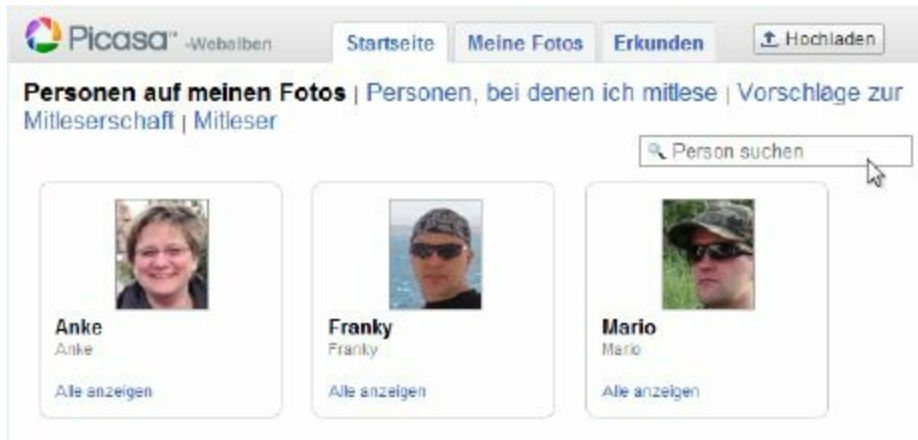 Picasa™ -Webalben
Startseite
Meine Fotos
Erkunden
Hochladen
Personen auf meinen Fotos | Personen, bei denen ich mitlese | Vorschläge zur
Mitleserschaft | Mitleser
Person suchen
Anke
Anke
Alle anzeigen
Franky
Franky
Alle anzeigen
Mario
Mario
Alle anzeigen